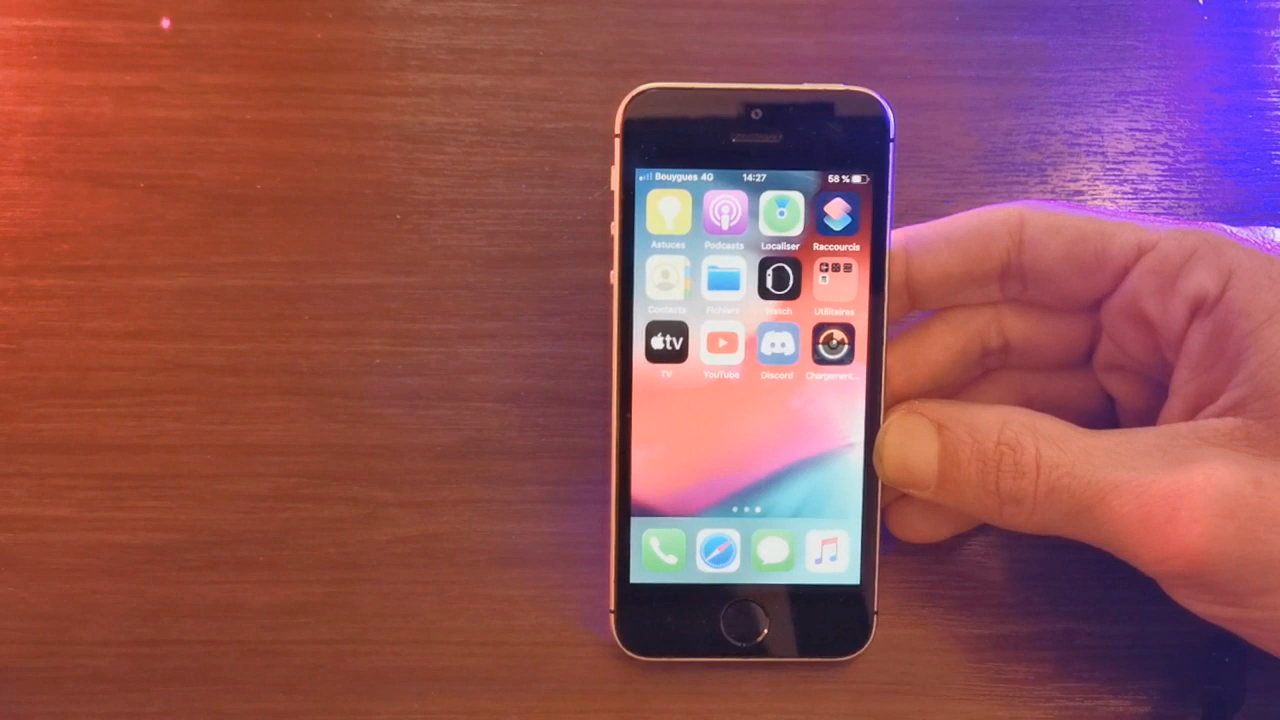 Bouygues 4G 14:27 58 %
Astuces Podcasts Localiser Raccourcis
Contacts Fichiers Watch Utilitaires
tv
TV YouTube Discord Chargement...